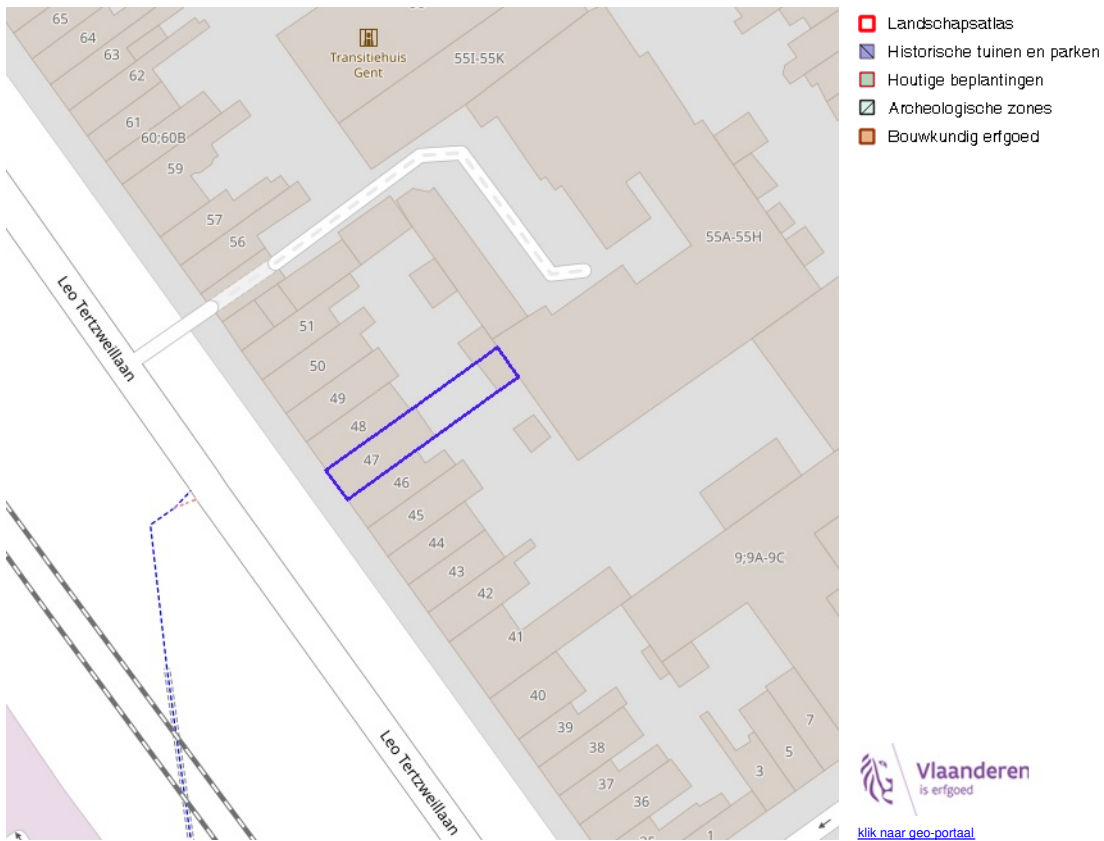 65
64
63
62
61
60;60B
59
57
56
Transitiehuis
Gent
55I-55K
55A-55H
Leo Tertzweillaan
51
50
49
48
47
46
45
44
43
42
41
40
39
38
37
36
9;9A-9C
7
5
3
1
Leo Tertzweillaan
Landschapsatlas
Historische tuinen en parken
Houtige beplantingen
Archeologische zones
Bouwkundig erfgoed
Vlaanderen
is erfgoed
klik naar geo-portaal